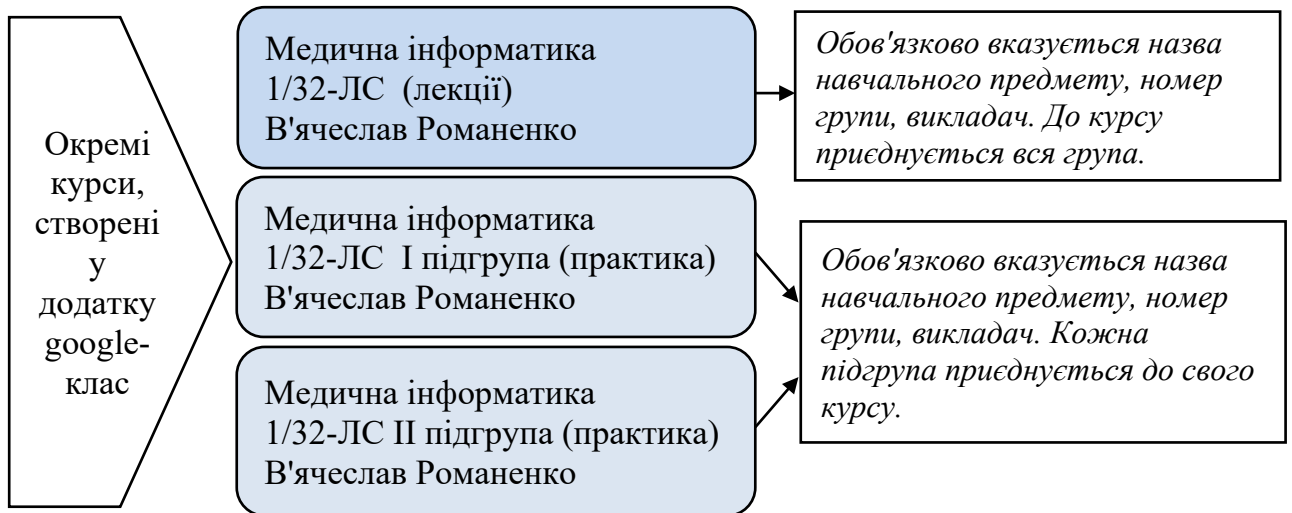 Окремі
курси,
створені
у
додатку
google-
клас
Медична інформатика
1/32-ЛС (лекції)
В'ячеслав Романенко
Обов'язково вказується назва
навчального предмету, номер
групи, викладач. До курсу
приєднується вся група.
Медична інформатика
1/32-ЛС І підгрупа (практика)
В'ячеслав Романенко
Медична інформатика
1/32-ЛС ІІ підгрупа (практика)
В'ячеслав Романенко
Обов'язково вказується назва
навчального предмету, номер
групи, викладач. Кожна
підгрупа приєднується до свого
курсу.